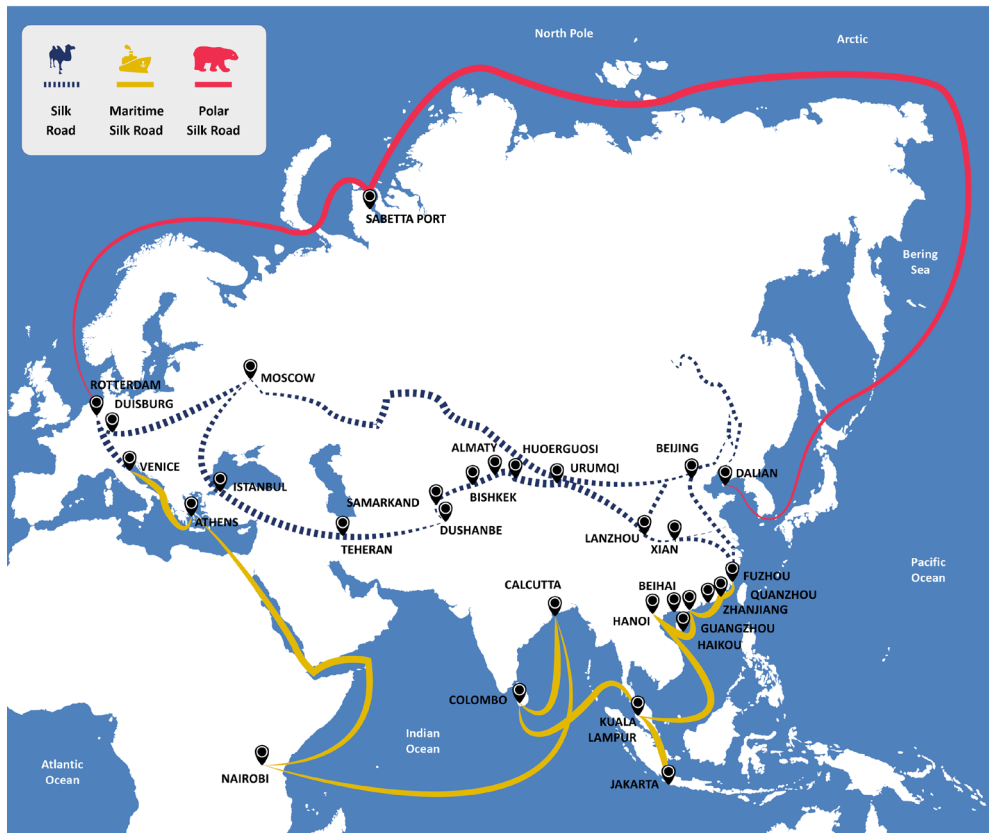 North Pole
Arctic
Silk
Road
Maritime
Silk Road
Polar
Silk Road
SABETTA PORT
Bering
Sea
MOSCOW
ROTTERDAM
DUISBURG
VENICE
ISTANBUL
ATHENS
ALMATY
HUOERGUOSI
BEIJING
URUMQI
DALIAN
SAMARKAND
BISHKEK
DUSHANBE
TEHERAN
LANZHOU
XIAN
Pacific
Ocean
CALCUTTA
BEIHAI
FUZHOU
QUANZHOU
ZHANJIANG
HANOI
GUANGZHOU
HAIKOU
COLOMBO
KUALA
LAMPUR
Indian
Ocean
Atlantic
Ocean
NAIROBI
JAKARTA